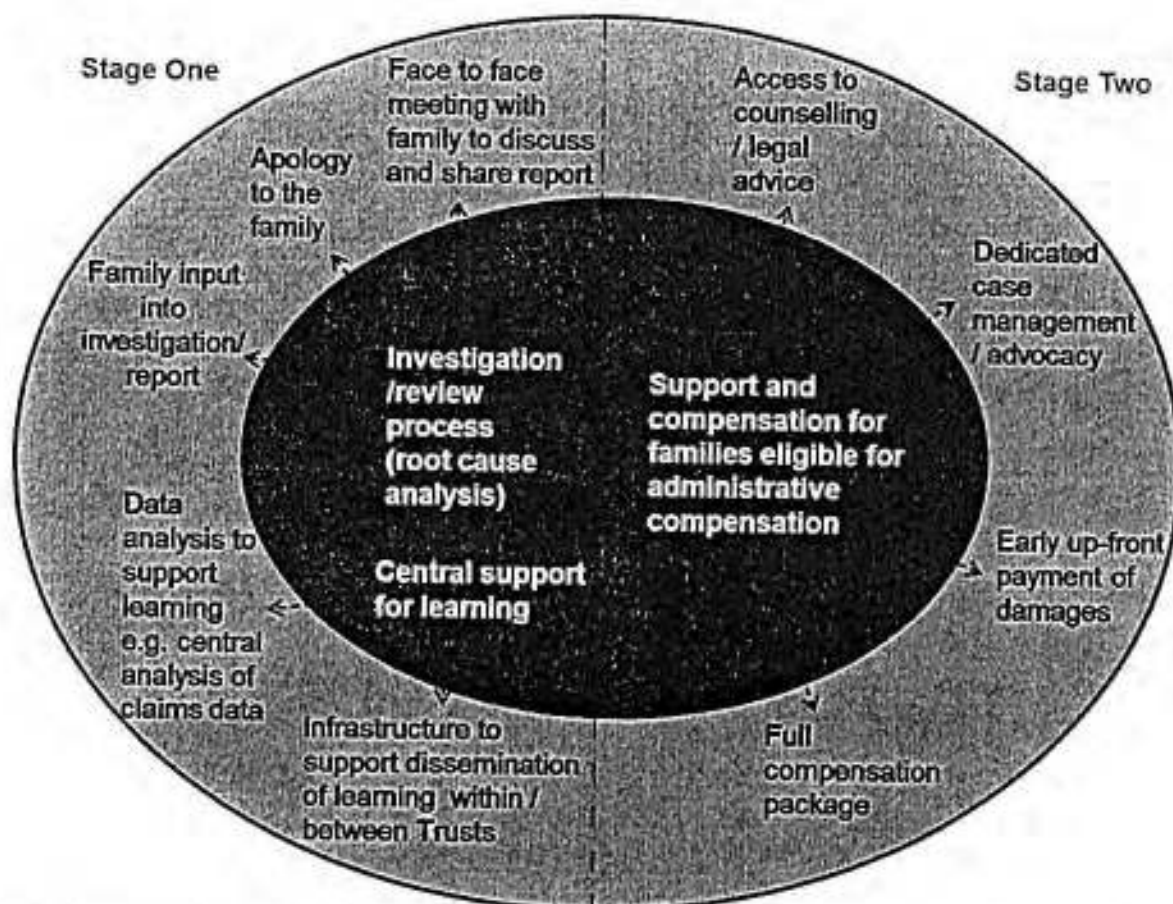 Stage One
Face to face
meeting with
family to discuss
and share report
Apology
to the
family
Family input
into
investigation/
report
Data
analysis to
support
learning
e.g. central
analysis of
claims data
Infrastructure to
support dissemination
of learning within /
between Trusts
Investigation
/review
process
(root cause
analysis)
Central support
for learning
Stage Two
Access to
counselling
/ legal
advice
Dedicated
case
management
/ advocacy
Early up-front
payment of
damages
Full
compensation
package
Support and
compensation for
families eligible for
administrative
compensation